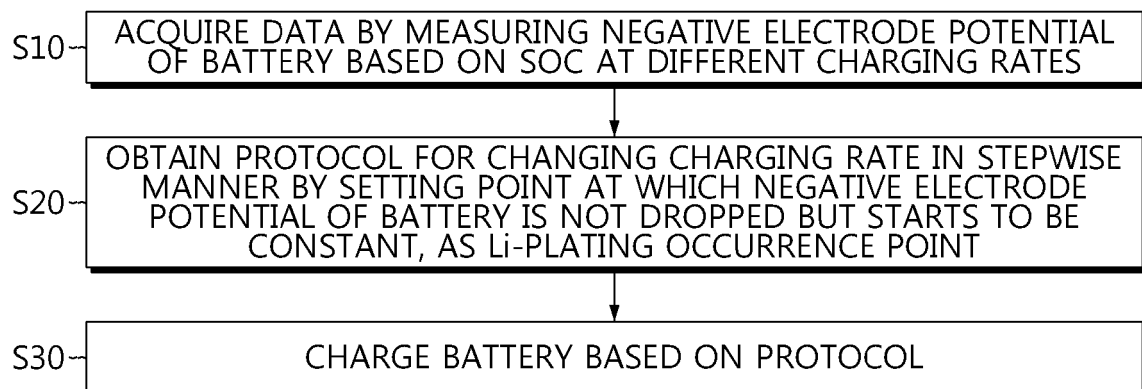 S10
ACQUIRE DATA BY MEASURING NEGATIVE ELECTRODE POTENTIAL
OF BATTERY BASED ON SOC AT DIFFERENT CHARGING RATES
S20
OBTAIN PROTOCOL FOR CHANGING CHARGING RATE IN STEPWISE
MANNER BY SETTING POINT AT WHICH NEGATIVE ELECTRODE
POTENTIAL OF BATTERY IS NOT DROPPED BUT STARTS TO BE
CONSTANT, AS Li-PLATING OCCURRENCE POINT
S30
CHARGE BATTERY BASED ON PROTOCOL